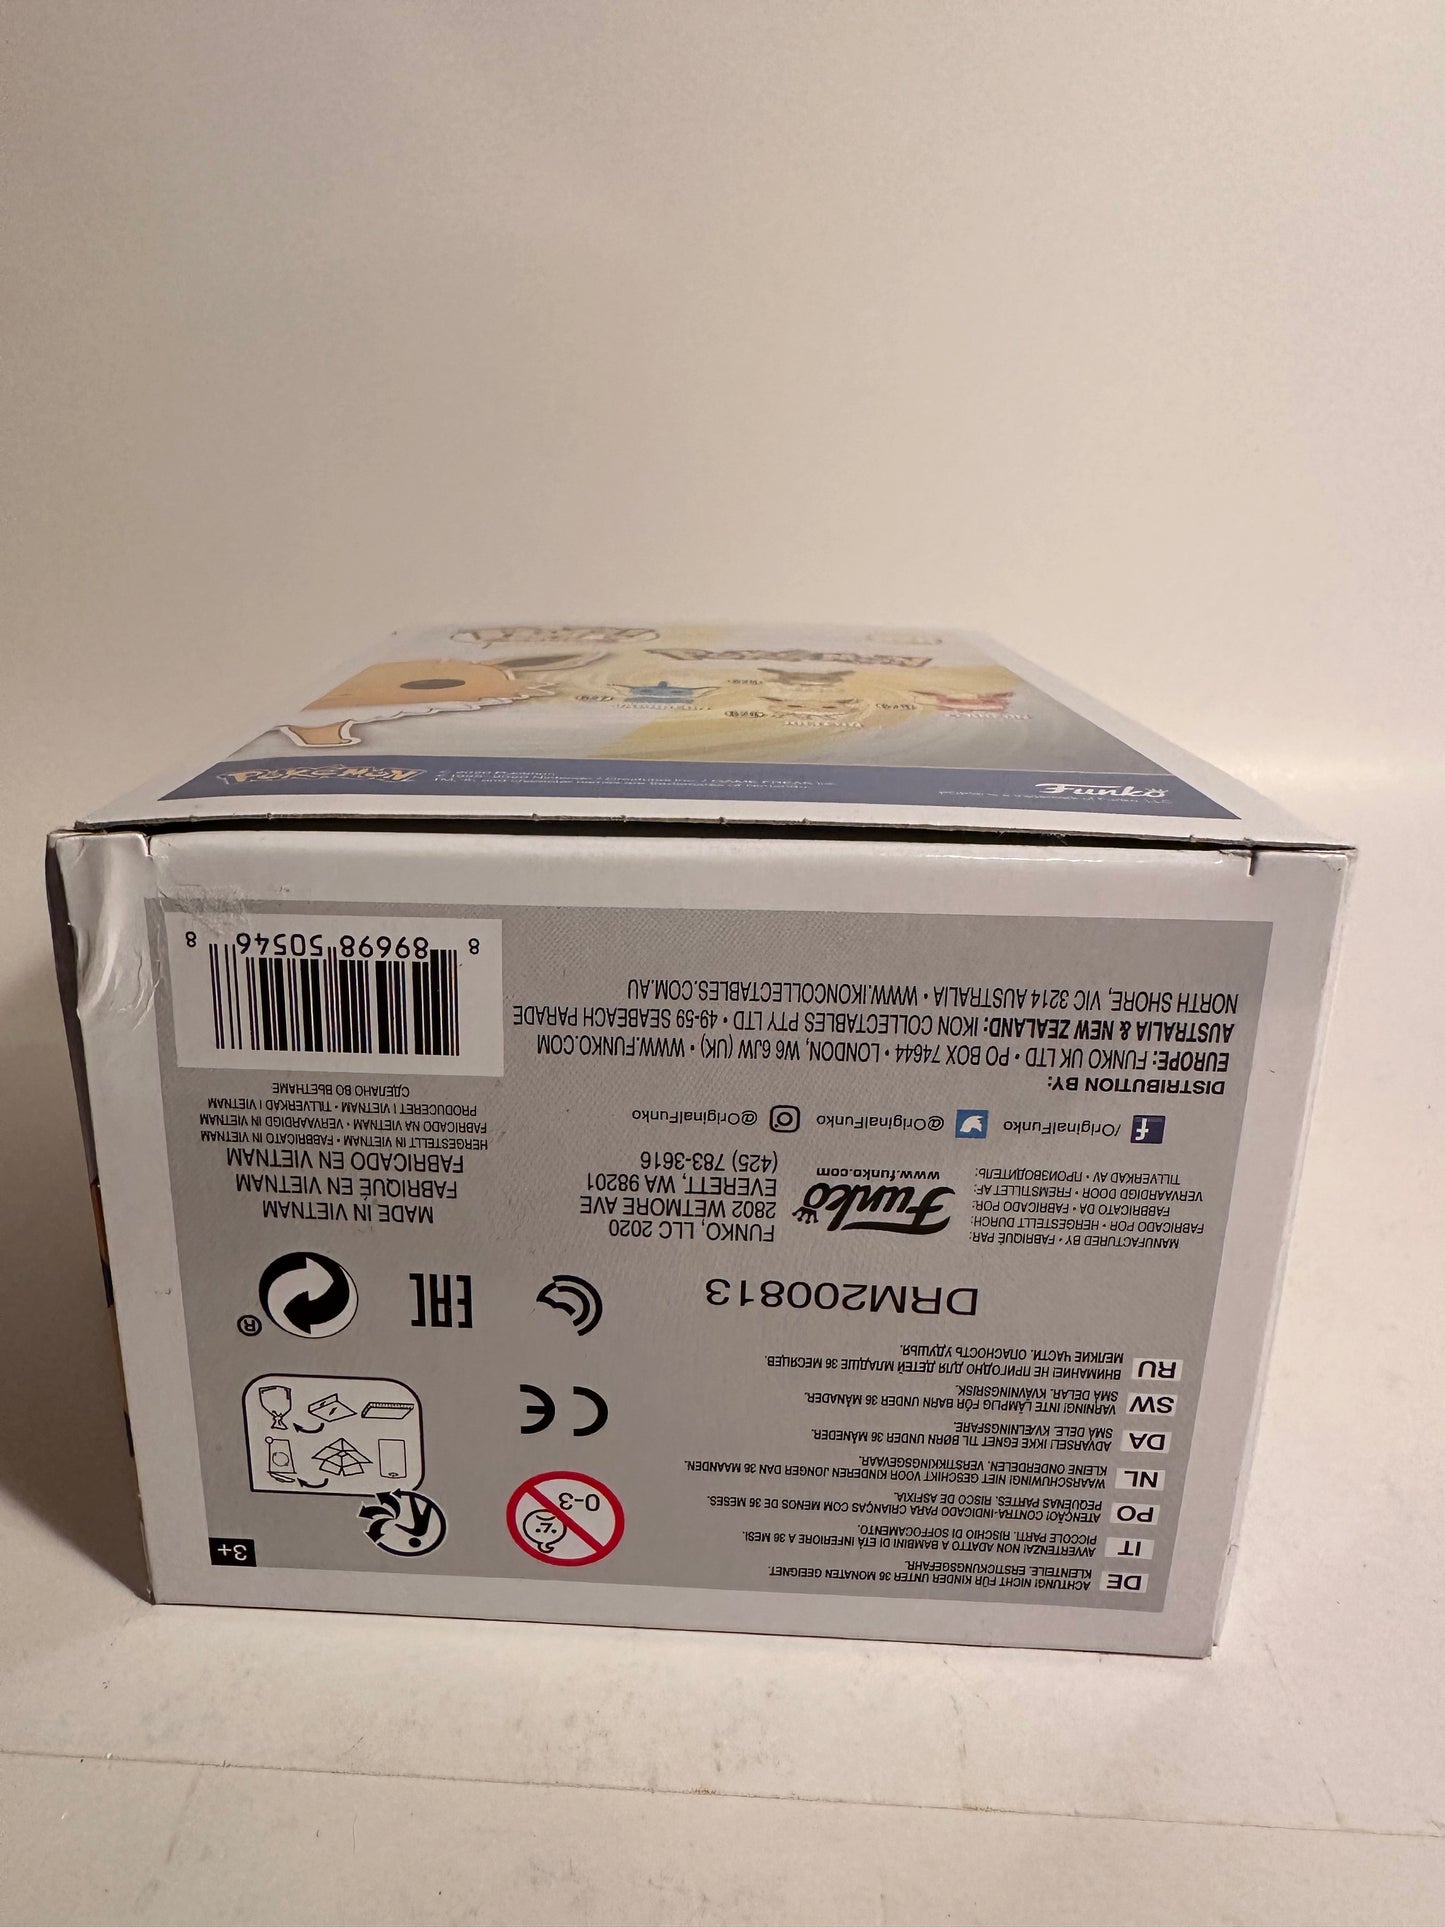 DE ACHTUNG! NICHT FÜR KINDER UNTER 36 MONATEN GEEIGNET.
KLEINTEILE. ERSTICKUNGSGEFAHR.
IT AVVERTENZA! NON ADATTO A BAMBINI DI ETÀ INFERIORE A 36 MESI.
PICCOLE PARTI. RISCHIO DI SOFFOCAMENTO.
PO ATENÇÃO! CONTRA-INDICADO PARA CRIANÇAS COM MENOS DE 36 MESES.
PEQUENAS PARTES. RISCO DE ASFIXIA.
NL WAARSCHUWING! NIET GESCHIKT VOOR KINDEREN JONGER DAN 36 MAANDEN.
KLEINE ONDERDELEN. VERSTIKKINGSGEVAAR.
DA ADVARSEL! IKKE EGNET TIL BØRN UNDER 36 MÅNEDER.
SMÅ DELE. KVÆLNINGSFARE.
SW VARNING! INTE LÄMPLIG FÖR BARN UNDER 36 MÅNADER.
SMÅ DELAR. KVÄVNINGSRISK.
RU ВНИМАНИЕ! НЕ ПРИГОДНО ДЛЯ ДЕТЕЙ МЛАДШЕ 36 МЕСЯЦЕВ.
МЕЛКИЕ ЧАСТИ. ОПАСНОСТЬ УДУШЬЯ.
0-3
3+
CE
EAC
®
DRM200813
MANUFACTURED BY • FABRIQUÉ PAR:
FABRICADO POR • HERGESTELLT DURCH:
FABBRICATO DA • FABRICADO POR:
VERVAARDIGD DOOR • FREMSTILLET AF:
TILLVERKAD AV • ПРОИЗВОДИТЕЛЬ:
Funko
www.funko.com
FUNKO, LLC 2020
2802 WETMORE AVE
EVERETT, WA 98201
(425) 783-3616
MADE IN VIETNAM
FABRIQUÉ EN VIETNAM
FABRICADO EN VIETNAM
HERGESTELLT IN VIETNAM • FABBRICATO IN VIETNAM
FABRICADO NA VIETNAM • VERVAARDIGD IN VIETNAM
PRODUCERET I VIETNAM • TILLVERKAD I VIETNAM
СДЕЛАНО ВО ВЬЕТНАМЕ
/OriginalFunko @OriginalFunko @OriginalFunko
DISTRIBUTION BY:
EUROPE: FUNKO UK LTD • PO BOX 74644 • LONDON, W6 6JW (UK) • WWW.FUNKO.COM
AUSTRALIA & NEW ZEALAND: IKON COLLECTABLES PTY LTD • 49-59 SEABEACH PARADE
NORTH SHORE, VIC 3214 AUSTRALIA • WWW.IKONCOLLECTABLES.COM.AU
8 89698 50546 8
Funko
POKÉMON
POKÉMON